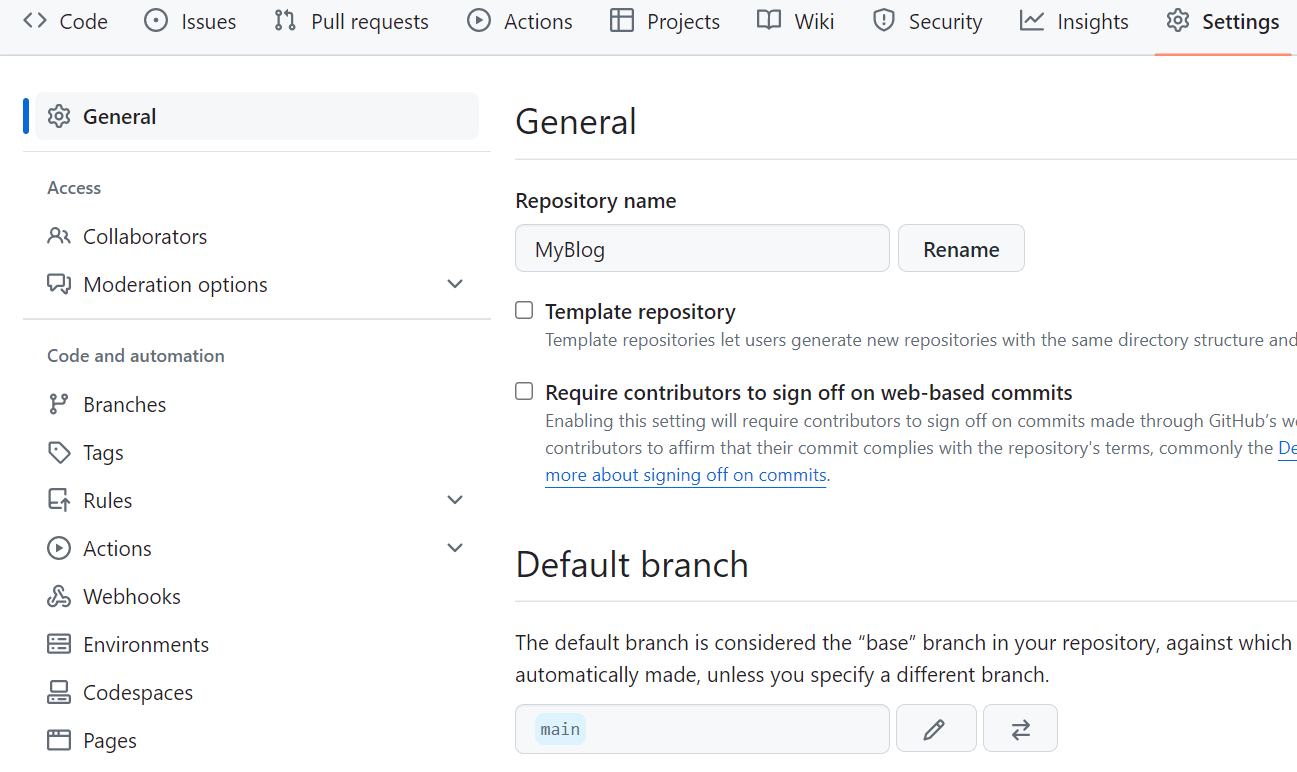 Code Issues Pull requests Actions Projects Wiki Security Insights Settings
General
Access
Collaborators
Moderation options
Code and automation
Branches
Tags
Rules
Actions
Webhooks
Environments
Codespaces
Pages
General
Repository name
MyBlog Rename
Template repository
Template repositories let users generate new repositories with the same directory structure and
Require contributors to sign off on web-based commits
Enabling this setting will require contributors to sign off on commits made through GitHub’s
contributors to affirm that their commit complies with the repository's terms, commonly the
more about signing off on commits.
Default branch
The default branch is considered the “base” branch in your repository, against which
automatically made, unless you specify a different branch.
main